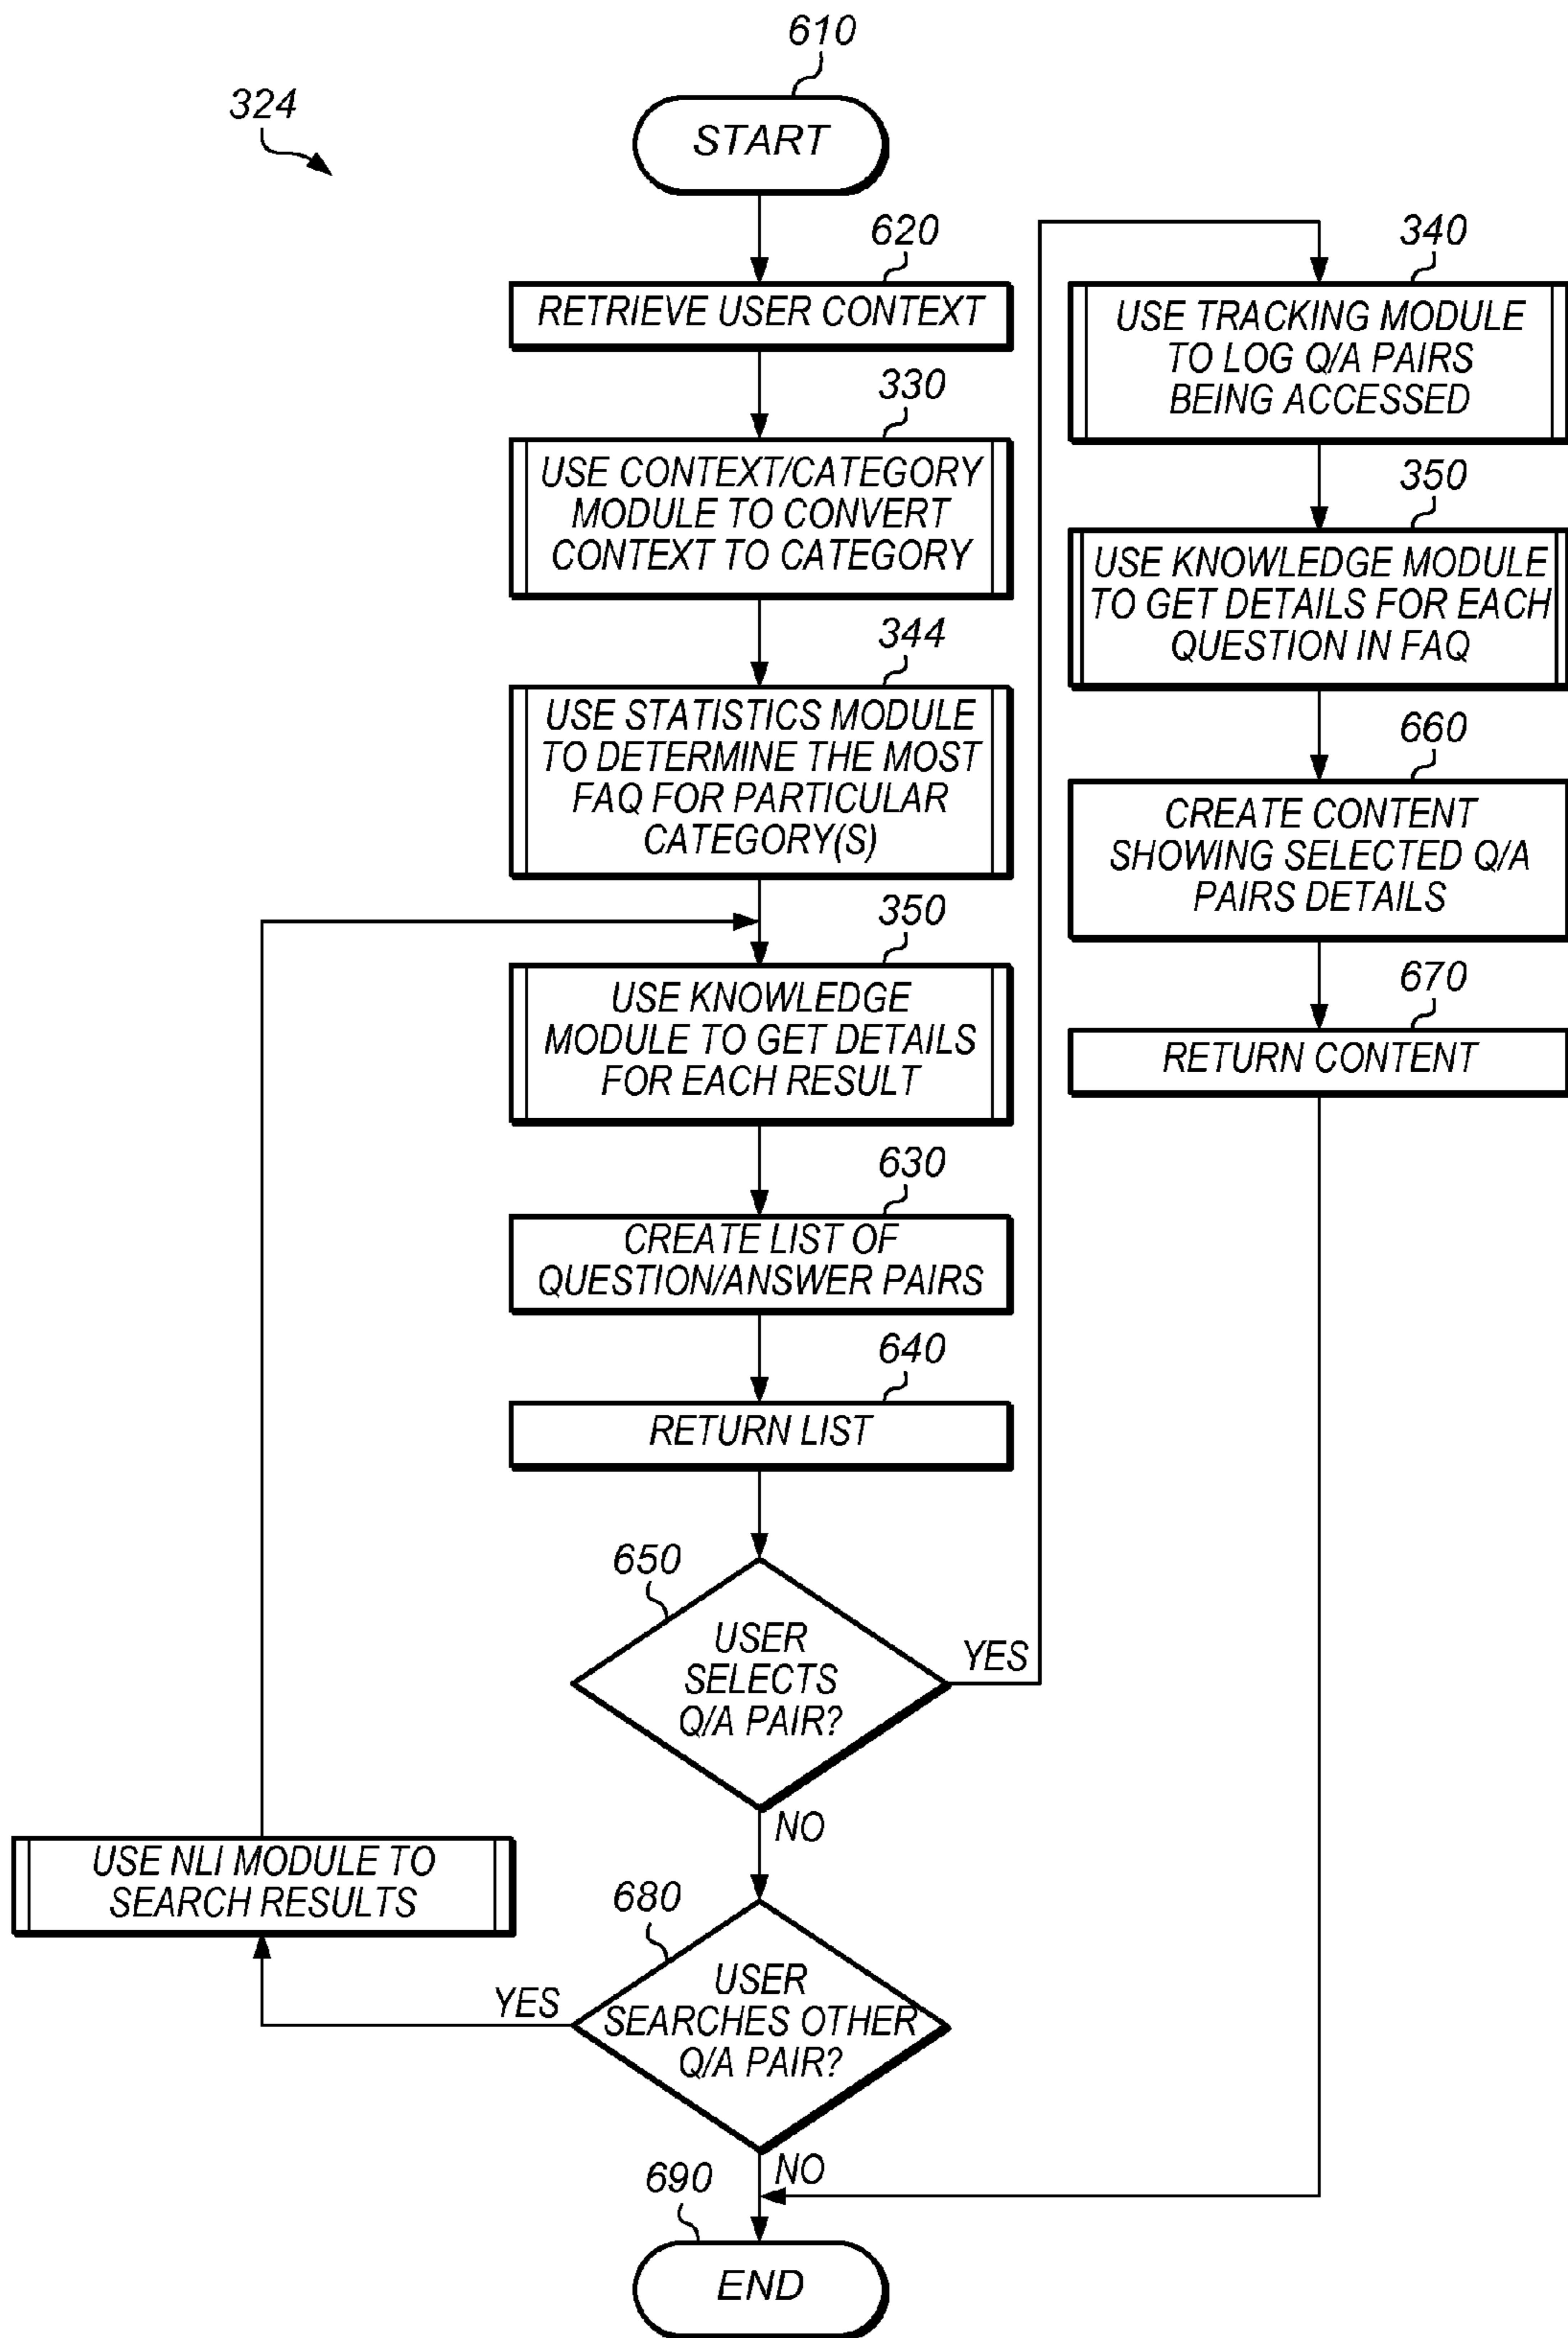 610
START
324
620
RETRIEVE USER CONTEXT
330
USE CONTEXT/CATEGORY
MODULE TO CONVERT
CONTEXT TO CATEGORY
344
USE STATISTICS MODULE
TO DETERMINE THE MOST
FAQ FOR PARTICULAR
CATEGORY(S)
350
USE KNOWLEDGE
MODULE TO GET DETAILS
FOR EACH RESULT
630
CREATE LIST OF
QUESTION/ANSWER PAIRS
640
RETURN LIST
650
USER
SELECTS
Q/A PAIR?
YES
NO
340
USE TRACKING MODULE
TO LOG Q/A PAIRS
BEING ACCESSED
350
USE KNOWLEDGE MODULE
TO GET DETAILS FOR EACH
QUESTION IN FAQ
660
CREATE CONTENT
SHOWING SELECTED Q/A
PAIRS DETAILS
670
RETURN CONTENT
680
USER
SEARCHES OTHER
Q/A PAIR?
YES
USE NLI MODULE TO
SEARCH RESULTS
NO
690
END